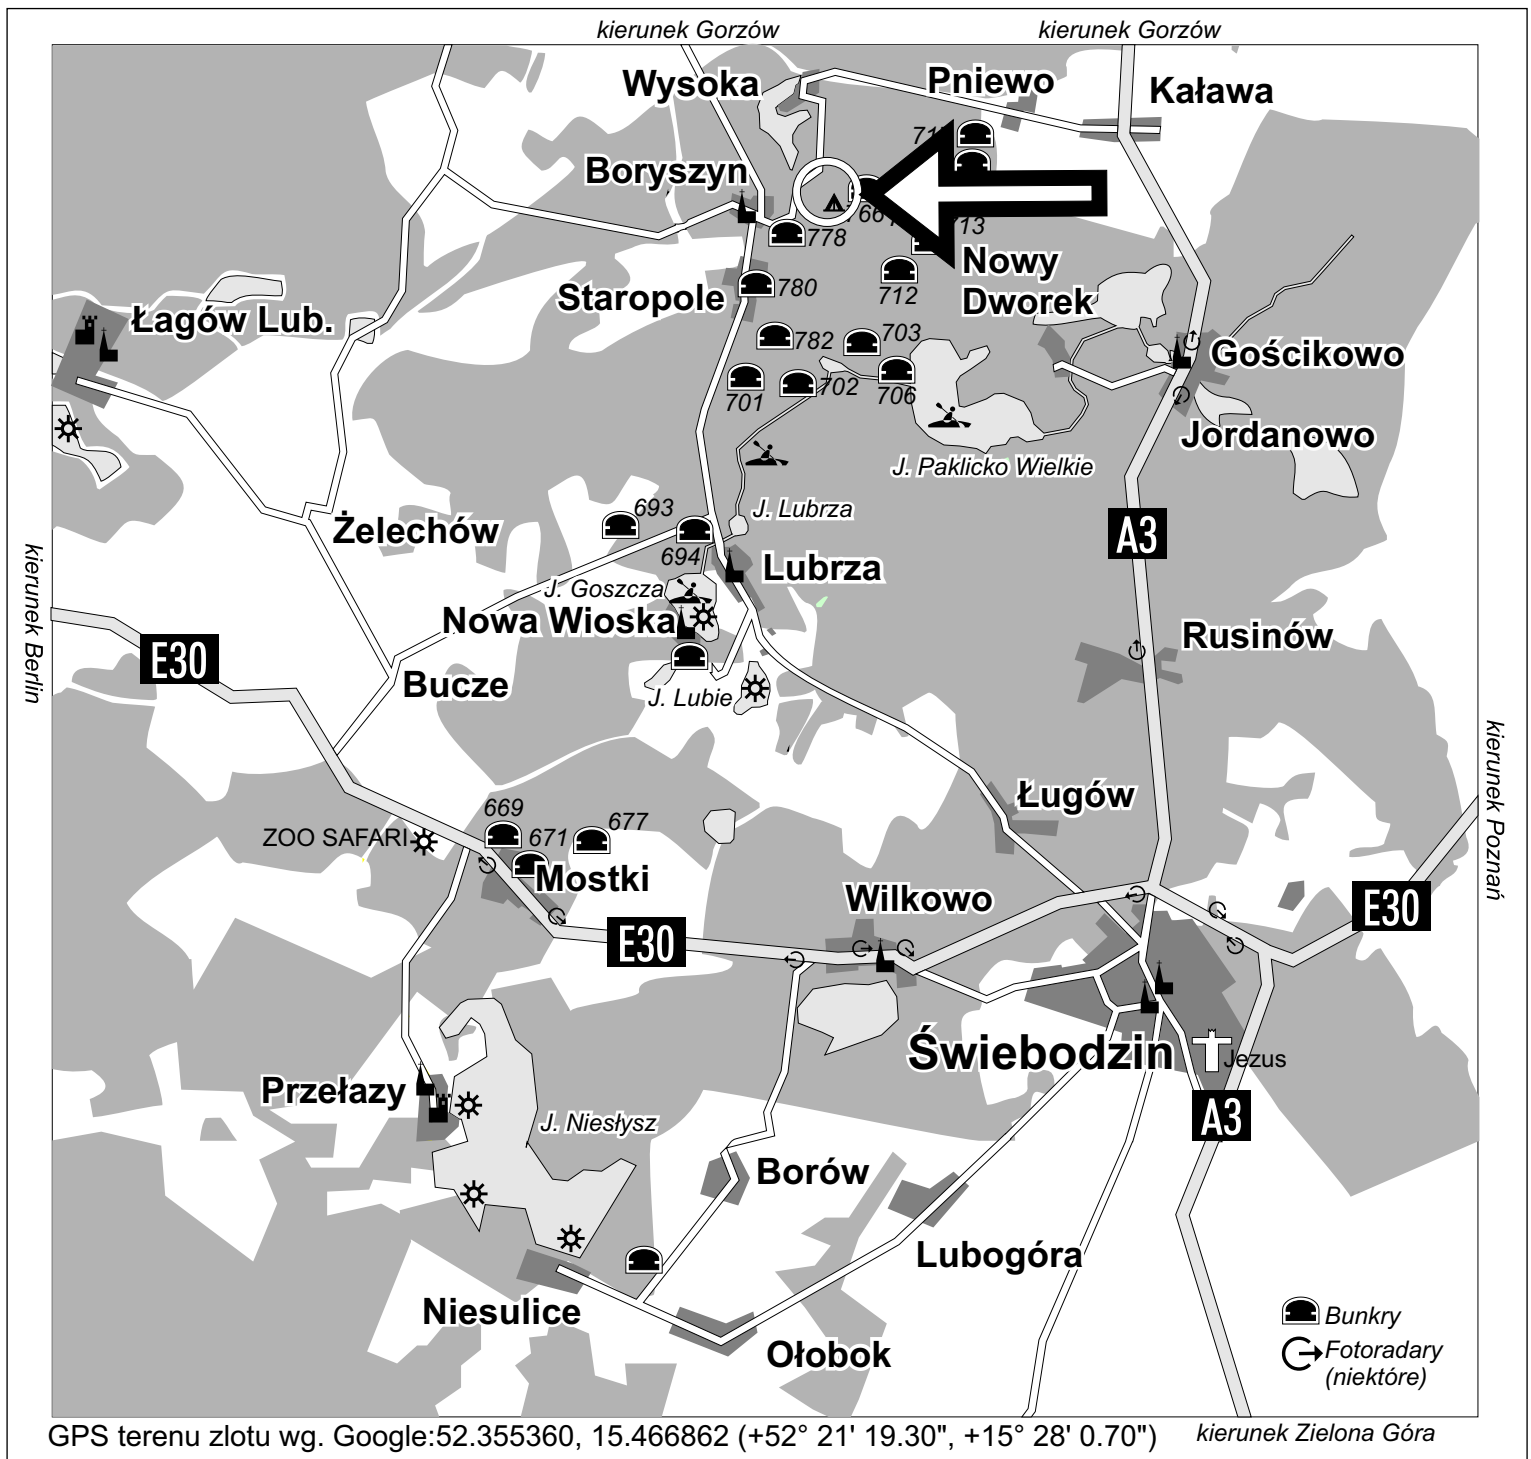 kierunek Gorzów
kierunek Gorzów
Wysoka
Pniewo
Kaława
Boryszyn
766
13
778
Nowy
Dworek
712
780
Staropole
Łagów Lub.
782
703
Gościkowo
701
702
706
Jordanowo
J. Paklicko Wielkie
693
J. Lubrza
A3
Żelechów
694
Lubrza
kierunek Berlin
J. Goszcza
Nowa Wioska
E30
Rusinów
Bucze
J. Lubie
kierunek Poznań
Ługów
669
671
677
ZOO SAFARI
Mostki
Wilkowo
E30
E30
Świebodzin
Jezus
Przełazy
A3
J. Niesłysz
Borów
Lubogóra
Niesulice
Ołobok
Bunkry
Fotoradary
(niektóre)
GPS terenu zlotu wg. Google:52.355360, 15.466862 (+52° 21' 19.30", +15° 28' 0.70")
kierunek Zielona Góra